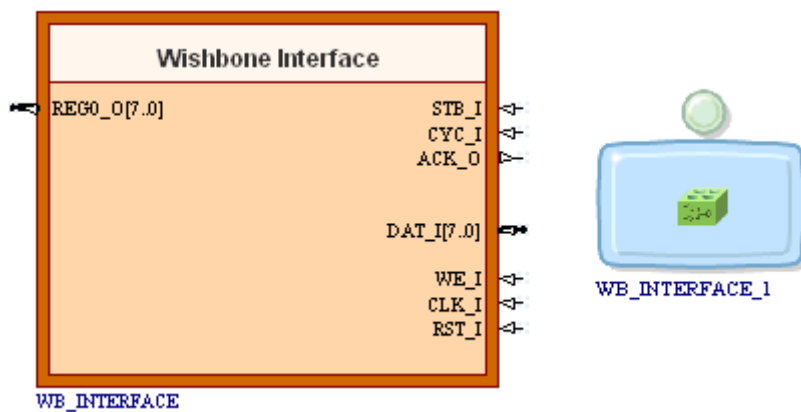 Wishbone Interface
REG0_O[7..0]
STB_I
CYC_I
ACK_O
DAT_I[7..0]
WE_I
CLK_I
RST_I
WB_INTERFACE
WB_INTERFACE_1